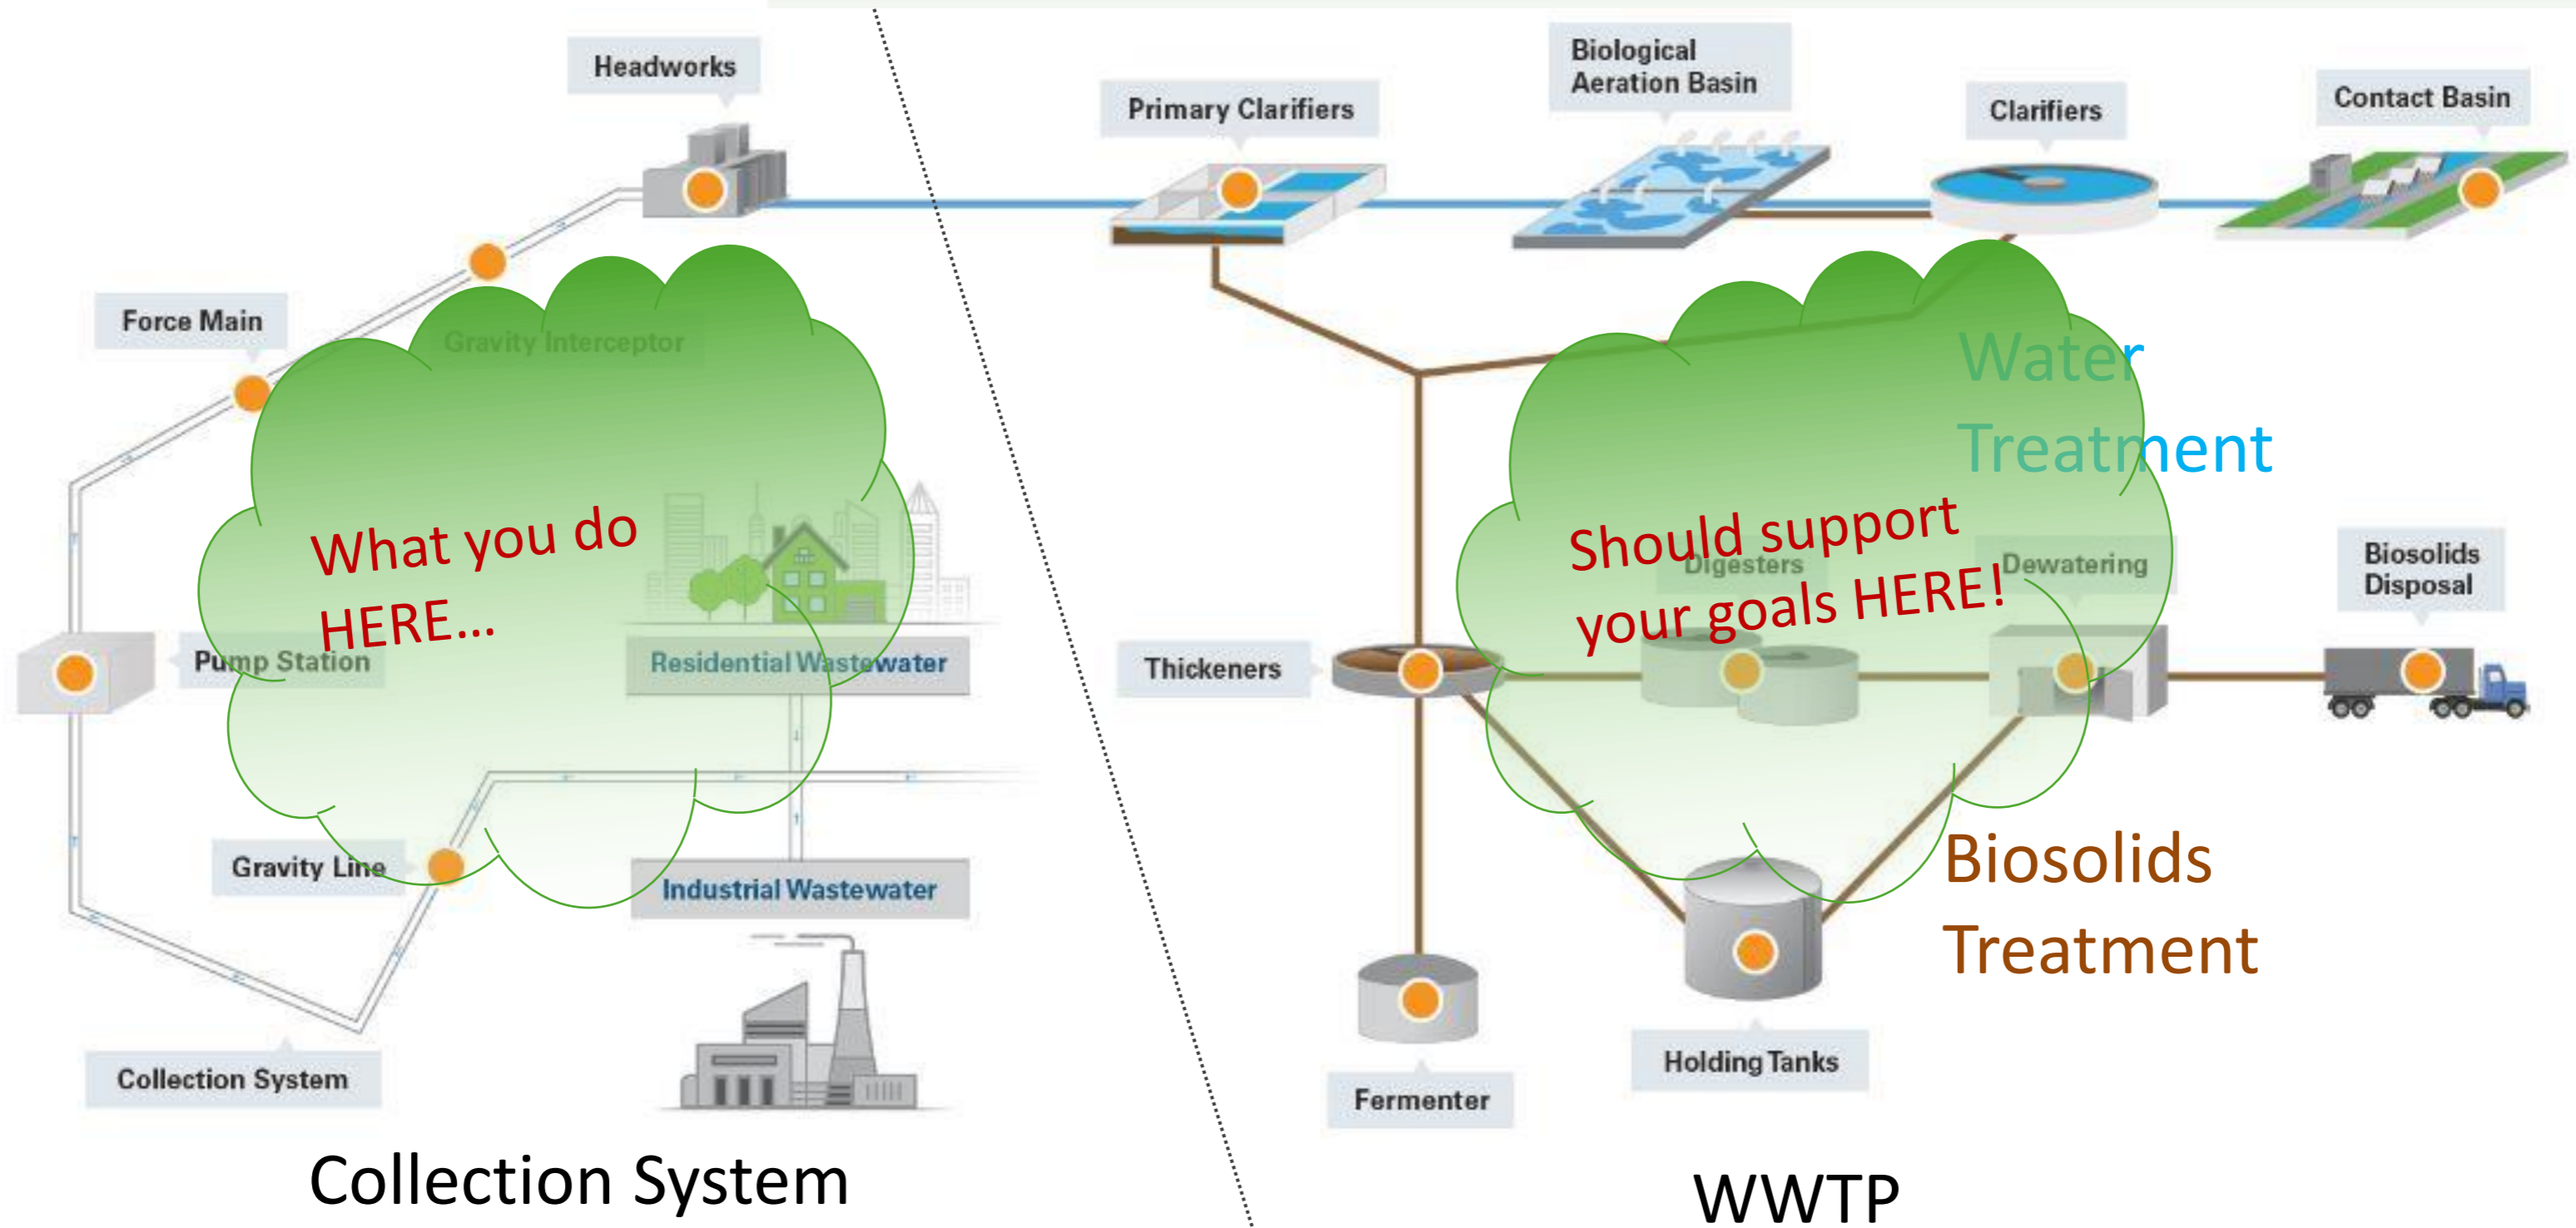 Headworks
Primary Clarifiers
Biological
Aeration Basin
Clarifiers
Contact Basin
Force Main
Gravity Interceptor
Water
Treatment
What you do
HERE...
Should support
your goals HERE!
Pump Station
Residential Wastewater
Thickeners
Digesters
Dewatering
Biosolids
Disposal
Gravity Line
Industrial Wastewater
Biosolids
Treatment
Collection System
Fermenter
Holding Tanks
Collection System
WWTP